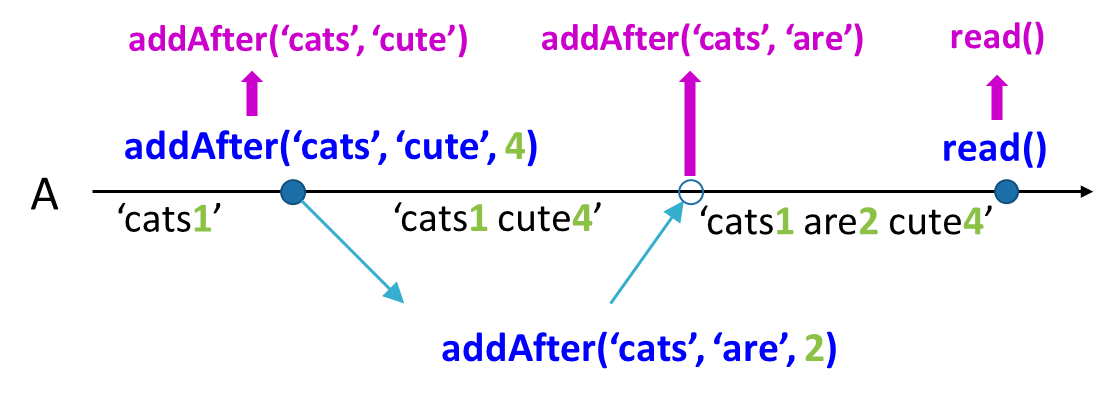 addAfter(‘cats’, ‘cute’) addAfter(‘cats’, ‘are’) read()
addAfter(‘cats’, ‘cute’, 4) read()
A
‘cats1’ ‘cats1 cute4’ ‘cats1 are2 cute4’
addAfter(‘cats’, ‘are’, 2)